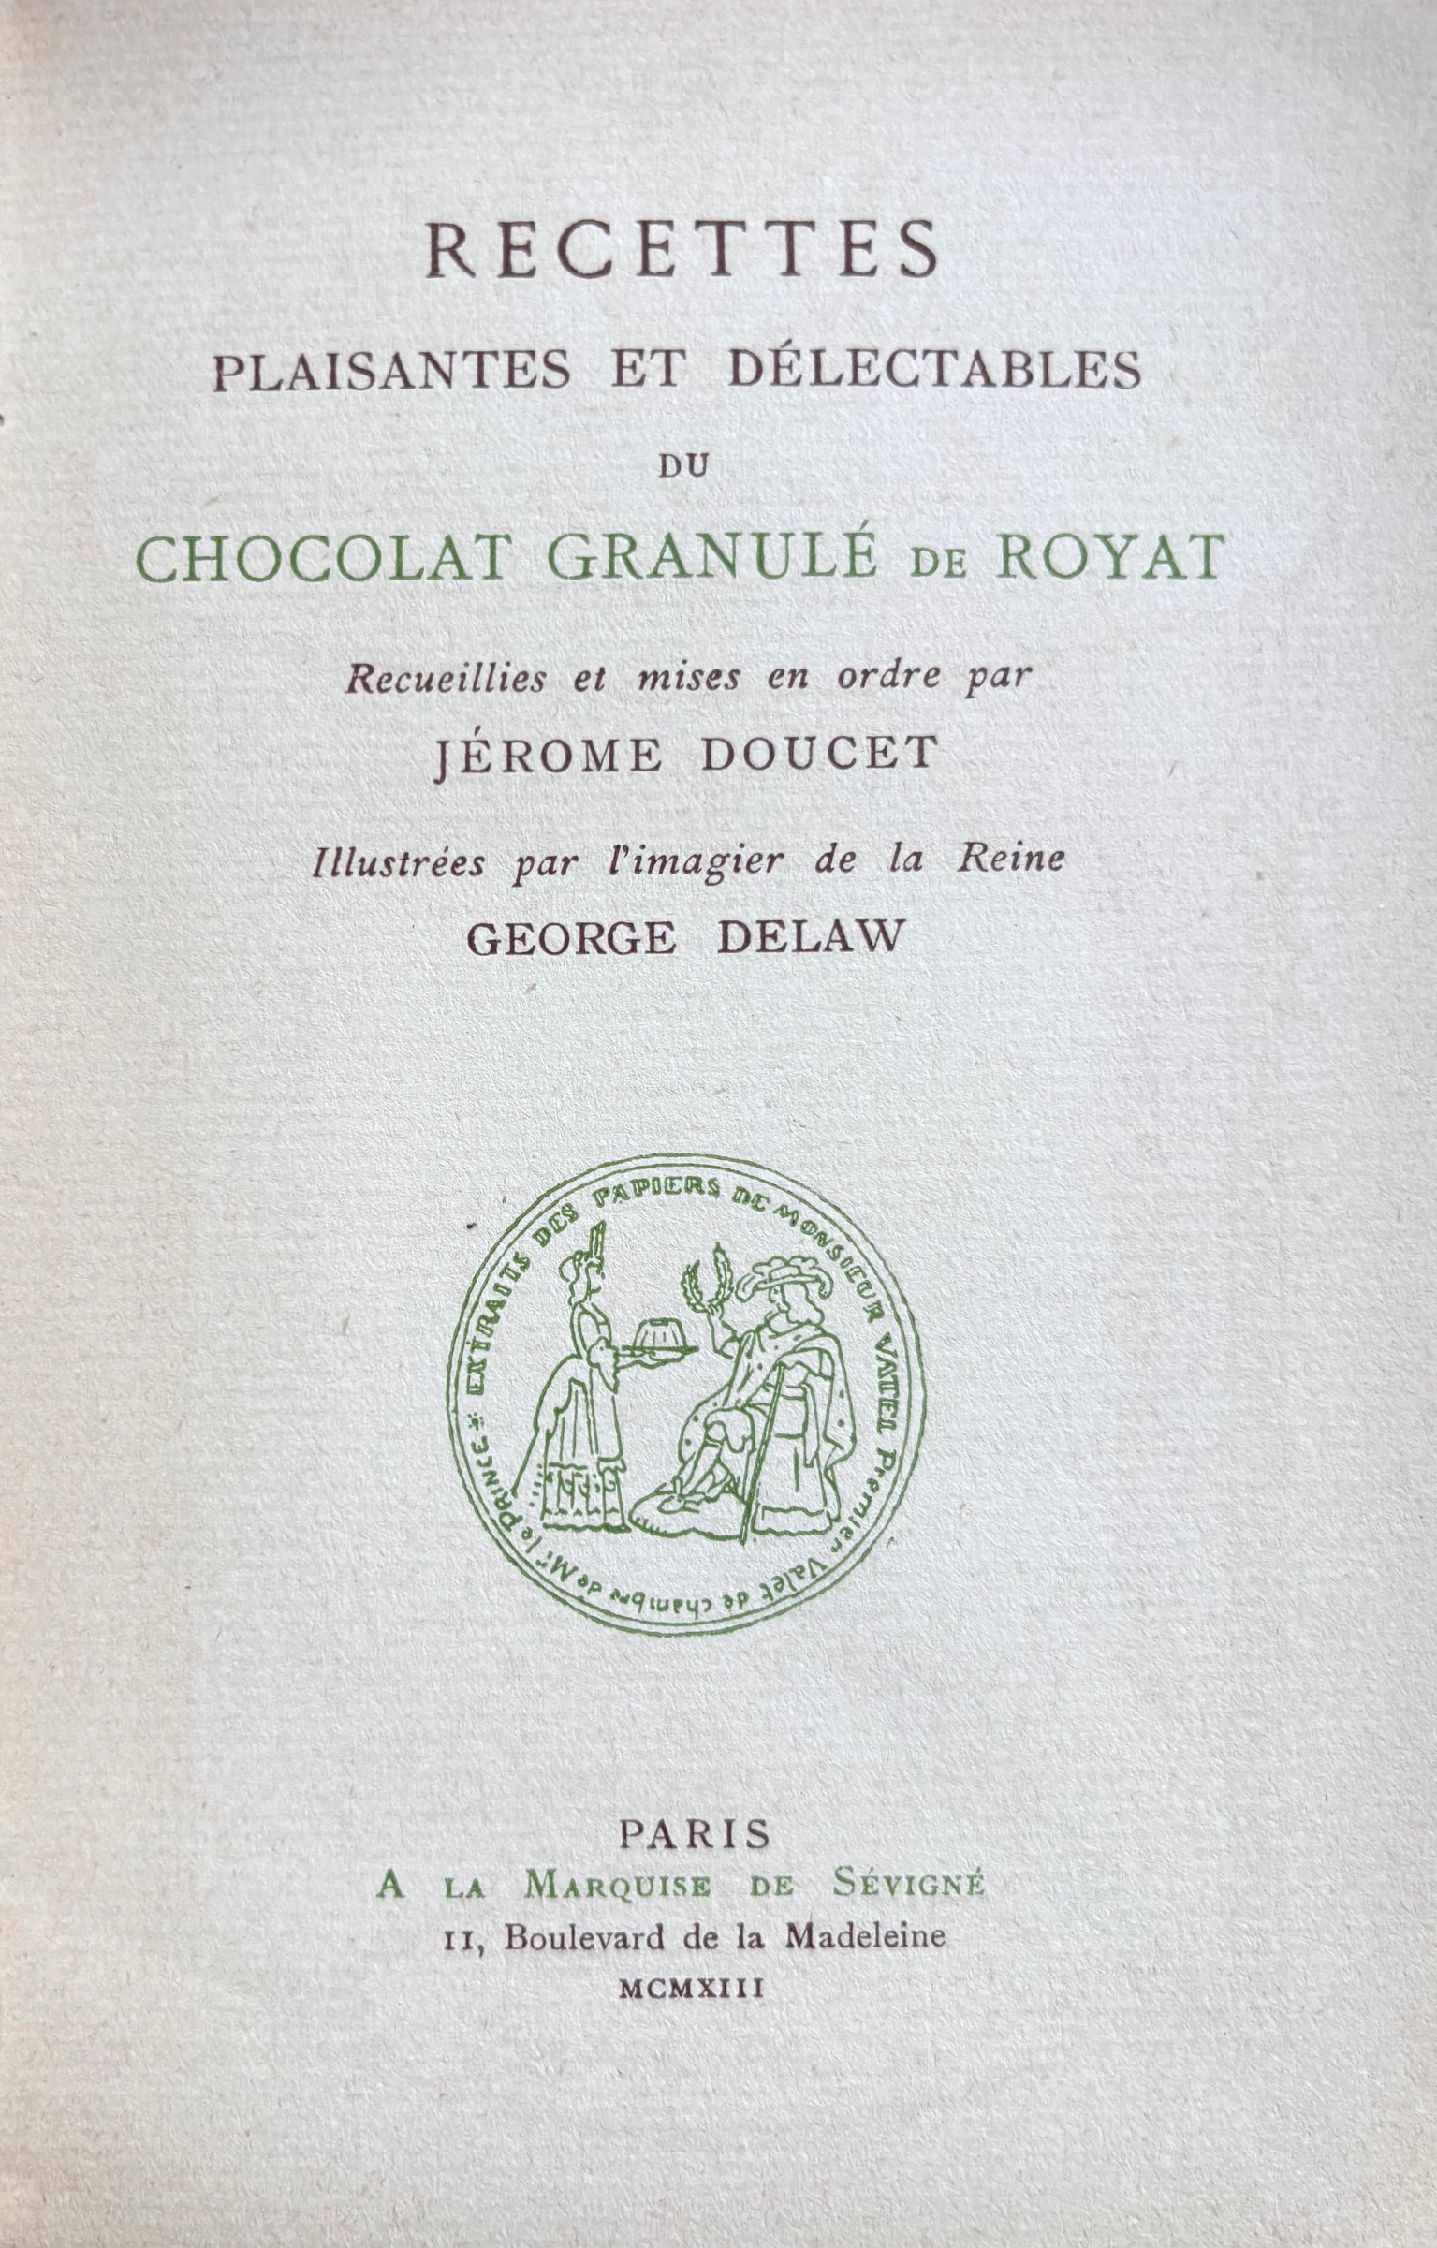 RECETTES
PLAISANTES ET DÉLECTABLES
DU
CHOCOLAT GRANULÉ DE ROYAT
Recueillies et mises en ordre par
JÉROME DOUCET
Illustrées par l'imagier de la Reine
GEORGE DELAW
EXTRAITS DES PAPIERS DE MONSIEUR VATEL Premier Valet de chambre de Mr le PRINCE
PARIS
A LA MARQUISE DE SÉVIGNÉ
11, Boulevard de la Madeleine
MCMXIII